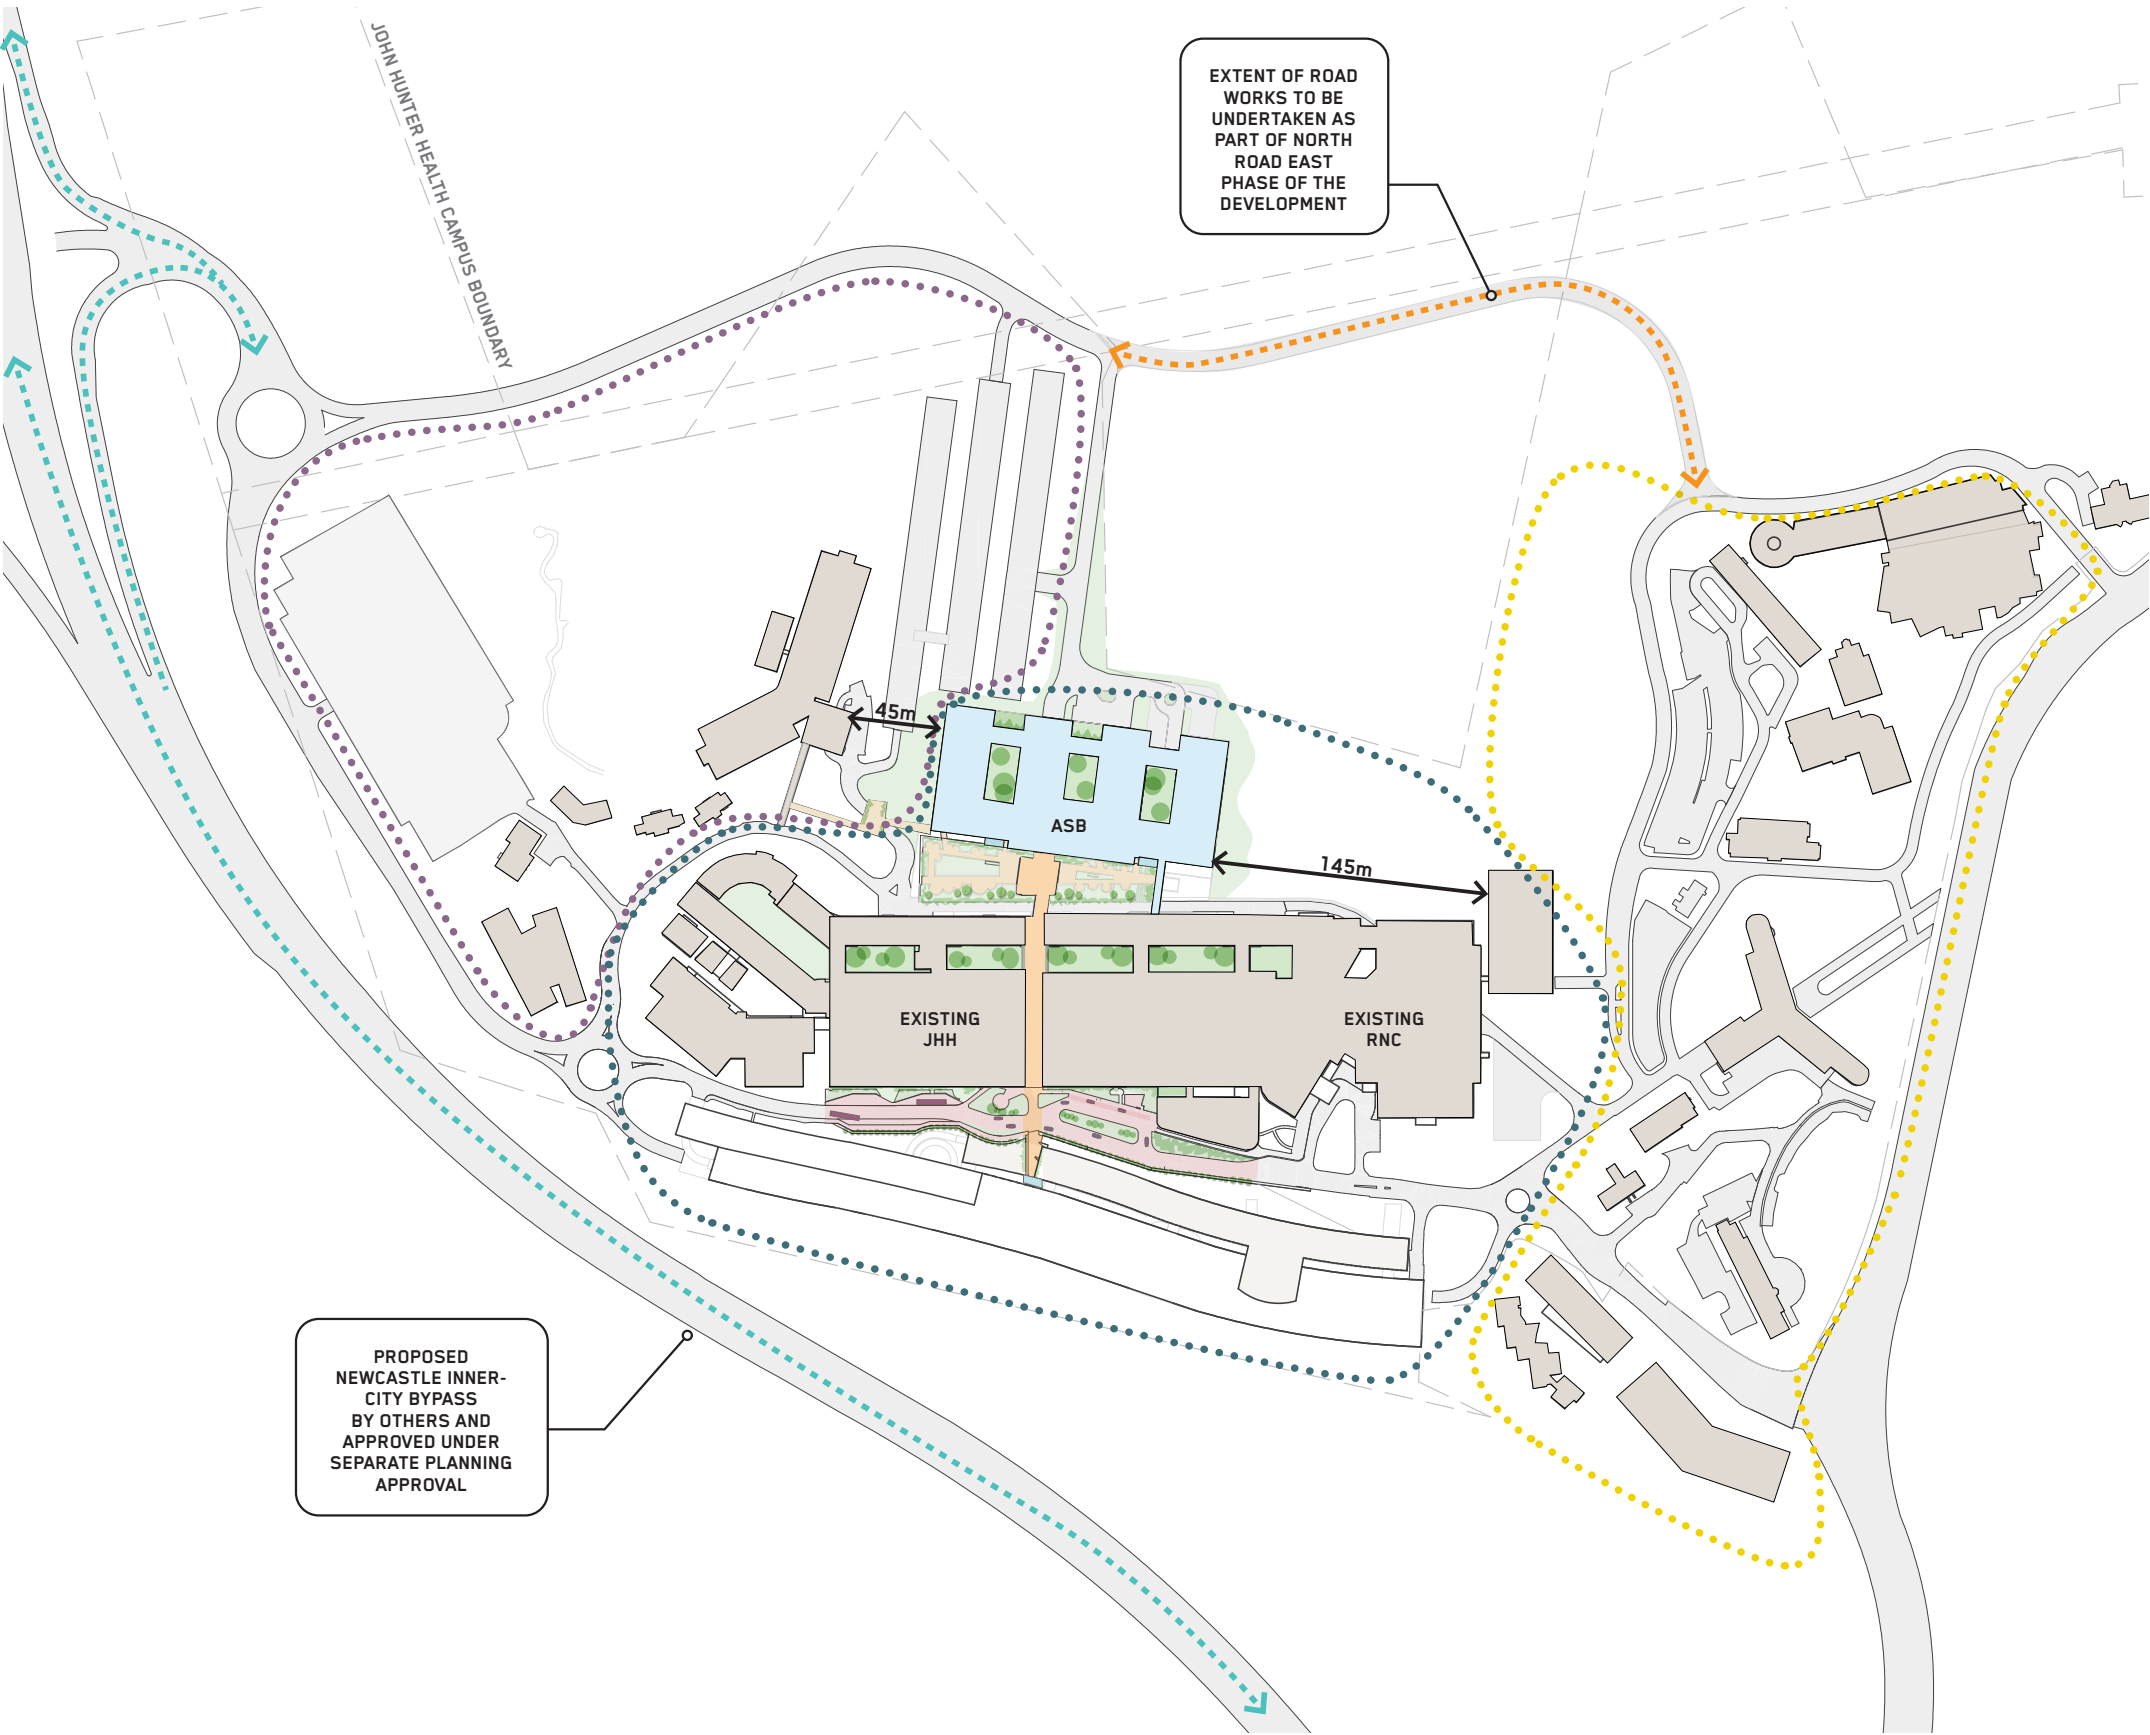 JOHN HUNTER HEALTH CAMPUS BOUNDARY
EXTENT OF ROAD
WORKS TO BE
UNDERTAKEN AS
PART OF NORTH
ROAD EAST
PHASE OF THE
DEVELOPMENT
45m
ASB
145m
EXISTING
JHH
EXISTING
RNC
PROPOSED
NEWCASTLE INNER-
CITY BYPASS
BY OTHERS AND
APPROVED UNDER
SEPARATE PLANNING
APPROVAL